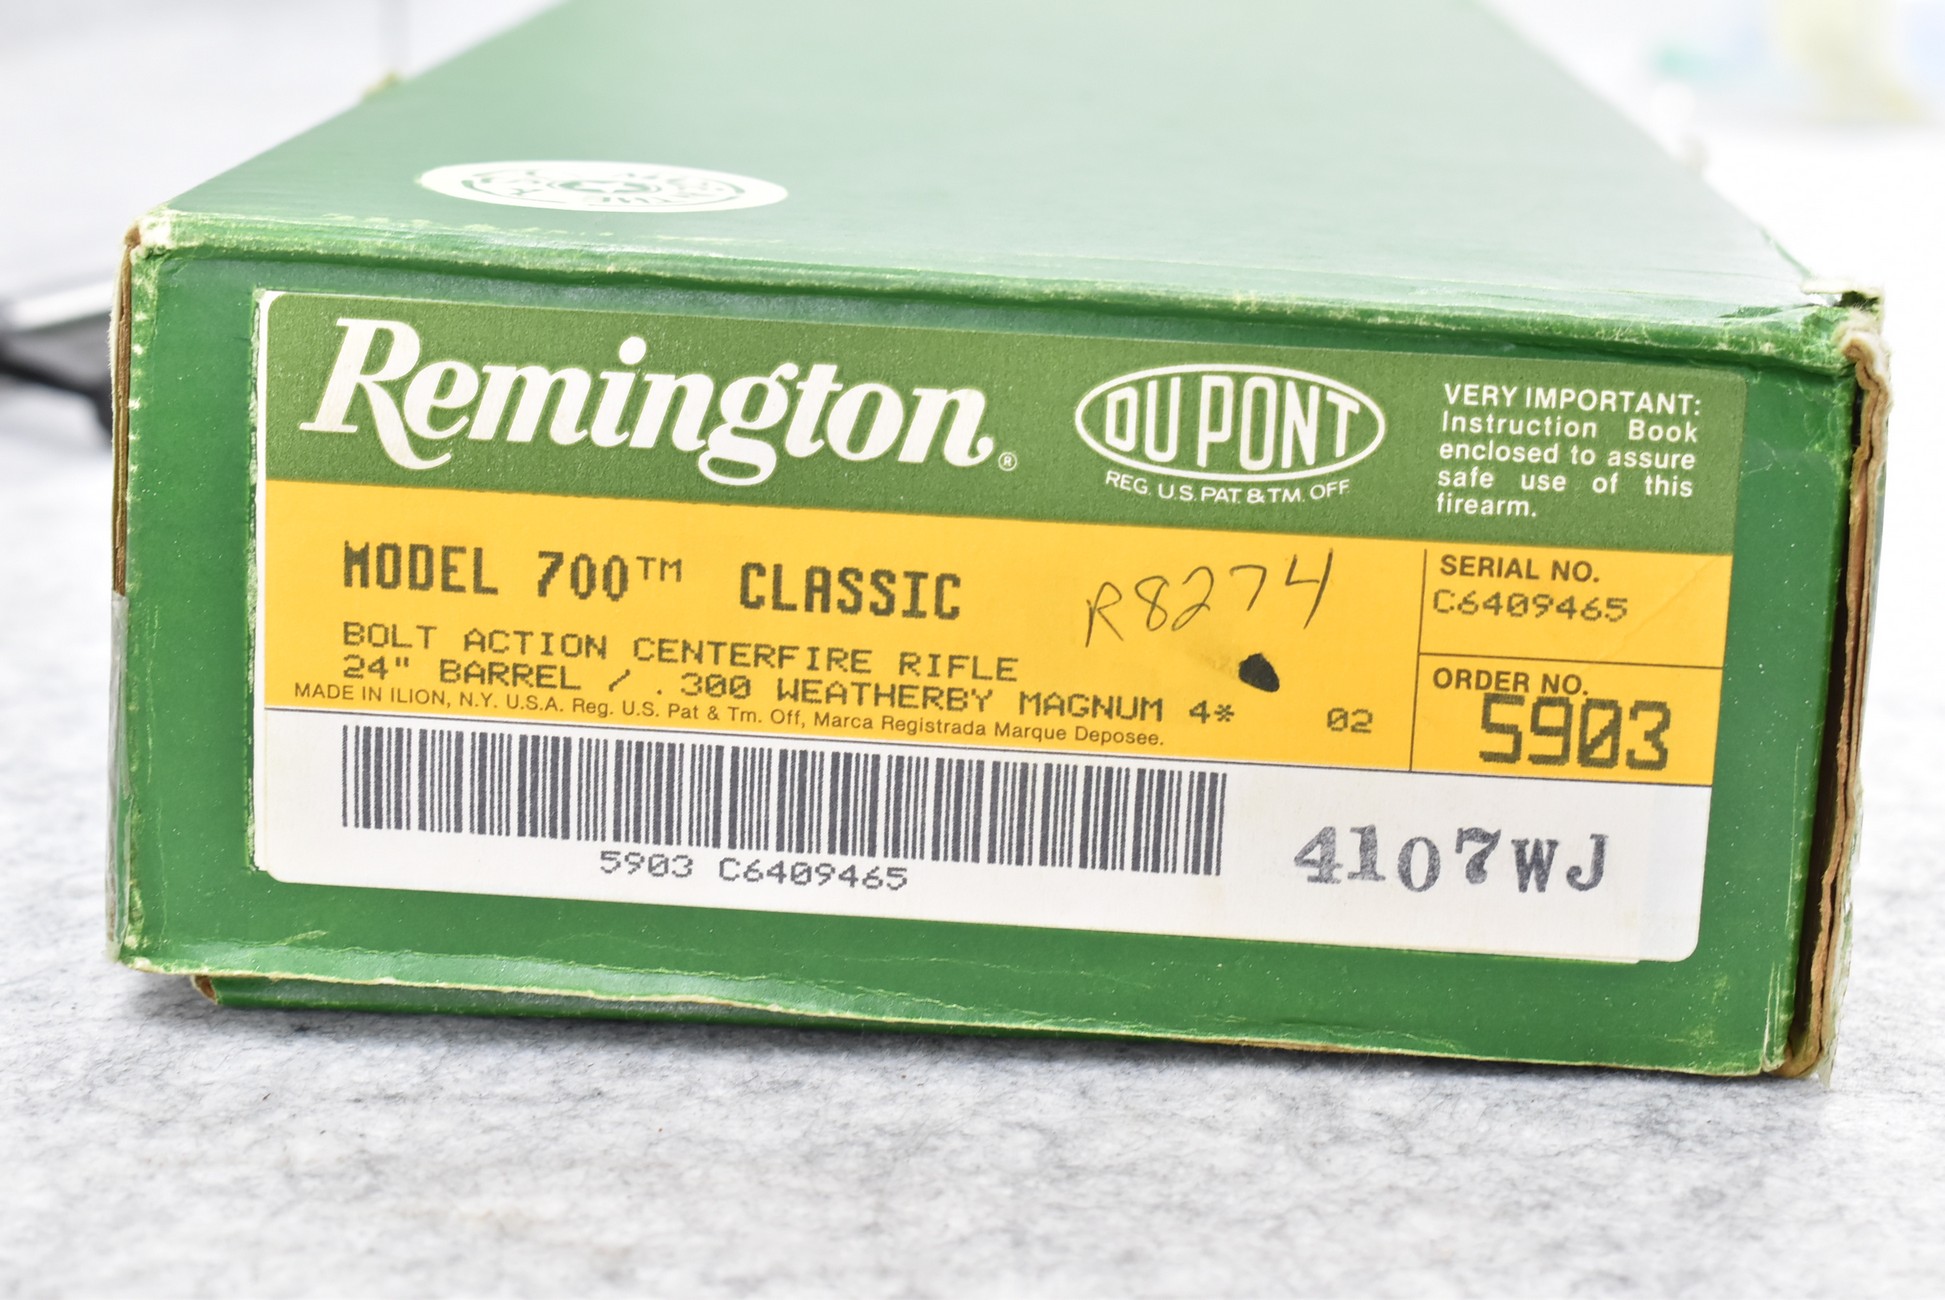 Remington®
DU PONT
REG. U.S. PAT. & TM. OFF.
VERY IMPORTANT:
Instruction Book
enclosed to assure
safe use of this
firearm.
MODEL 700™ CLASSIC
R8274
BOLT ACTION CENTERFIRE RIFLE
24" BARREL / .300 WEATHERBY MAGNUM 4* 02
MADE IN ILION, N.Y. U.S.A. Reg. U.S. Pat & Tm. Off, Marca Registrada Marque Deposee.
SERIAL NO.
C6409465
ORDER NO.
5903
5903 C6409465
4107WJ